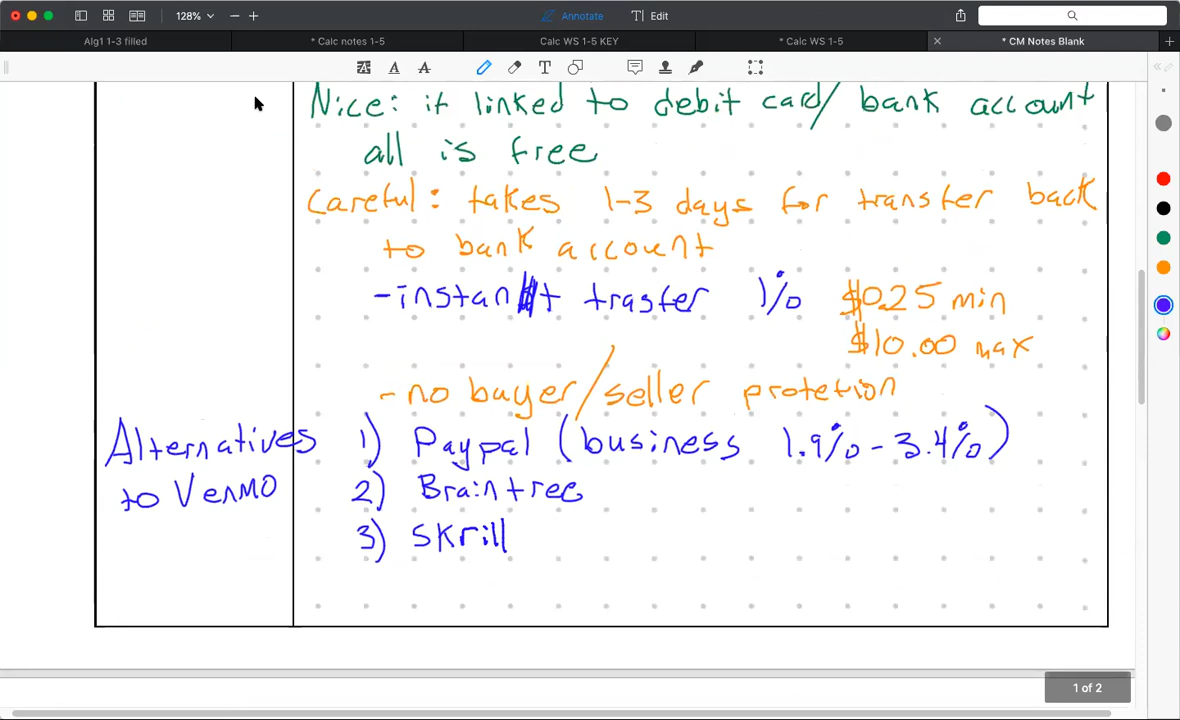 128%
Annotate
Edit
Alg1 1-3 filled
* Calc notes 1-5
Calc WS 1-5 KEY
* Calc WS 1-5
* CM Notes Blank
Nice: if linked to debit card/ bank account
all is free
Careful: takes 1-3 days for transfer back
to bank account
-instant trasfer 1% $0.25 min
$10.00 max
- no buyer/seller protetion
Alternatives 1) Paypal (business 1.9% - 3.4%)
to Venmo 2) Braintree
3) Skrill
1 of 2